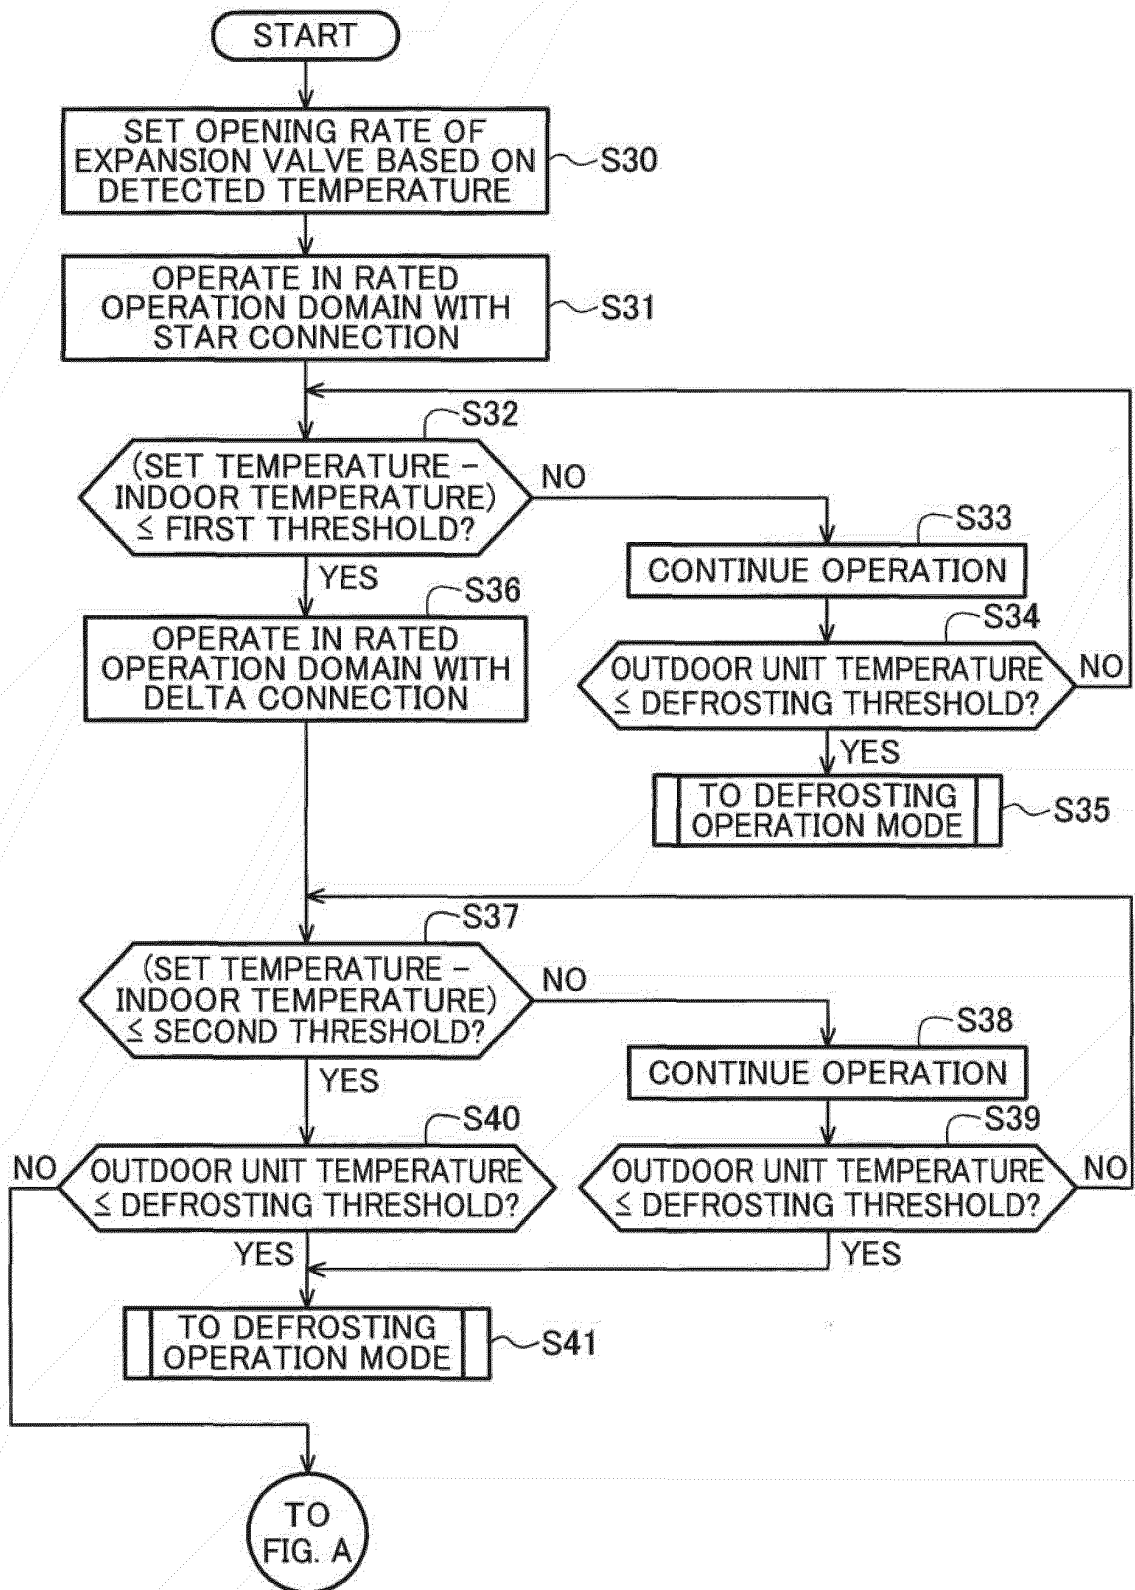 START
SET OPENING RATE OF
EXPANSION VALVE BASED ON
DETECTED TEMPERATURE
S30
OPERATE IN RATED
OPERATION DOMAIN WITH
STAR CONNECTION
S31
S32
(SET TEMPERATURE –
INDOOR TEMPERATURE)
≤ FIRST THRESHOLD?
NO
YES
S33
CONTINUE OPERATION
S34
OUTDOOR UNIT TEMPERATURE
≤ DEFROSTING THRESHOLD?
NO
YES
TO DEFROSTING
OPERATION MODE
S35
S36
OPERATE IN RATED
OPERATION DOMAIN WITH
DELTA CONNECTION
S37
(SET TEMPERATURE –
INDOOR TEMPERATURE)
≤ SECOND THRESHOLD?
NO
YES
S38
CONTINUE OPERATION
S39
OUTDOOR UNIT TEMPERATURE
≤ DEFROSTING THRESHOLD?
NO
YES
S40
NO
OUTDOOR UNIT TEMPERATURE
≤ DEFROSTING THRESHOLD?
YES
TO DEFROSTING
OPERATION MODE
S41
TO
FIG. A